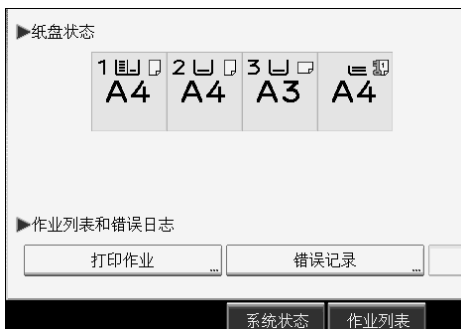 ▶纸盘状态
1 2 3
A4 A4 A3 A4
▶作业列表和错误日志
打印作业... 错误记录...
系统状态 作业列表